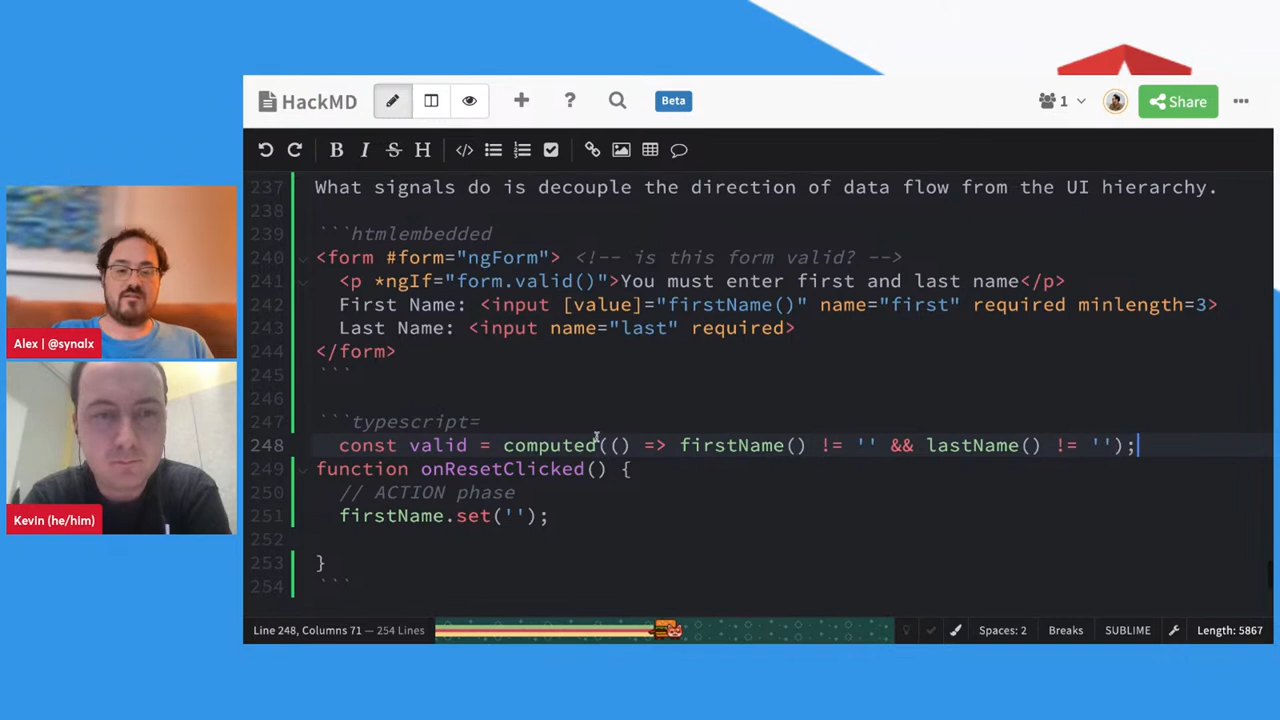 HackMD
Beta
1
Share
237 What signals do is decouple the direction of data flow from the UI hierarchy.
238
239 ```htmlembedded
240 <form #form="ngForm"> <!-- is this form valid? -->
241 <p *ngIf="form.valid()">You must enter first and last name</p>
242 First Name: <input [value]="firstName()" name="first" required minlength=3>
243 Last Name: <input name="last" required>
244 </form>
245 ```
246
247 ```typescript=
248 const valid = computed(() => firstName() != '' && lastName() != '');
249 function onResetClicked() {
250 // ACTION phase
251 firstName.set('');
252
253 }
254 ```
Alex | @synalx
Kevin (he/him)
Line 248, Columns 71 — 254 Lines
Spaces: 2
Breaks
SUBLIME
Length: 5867